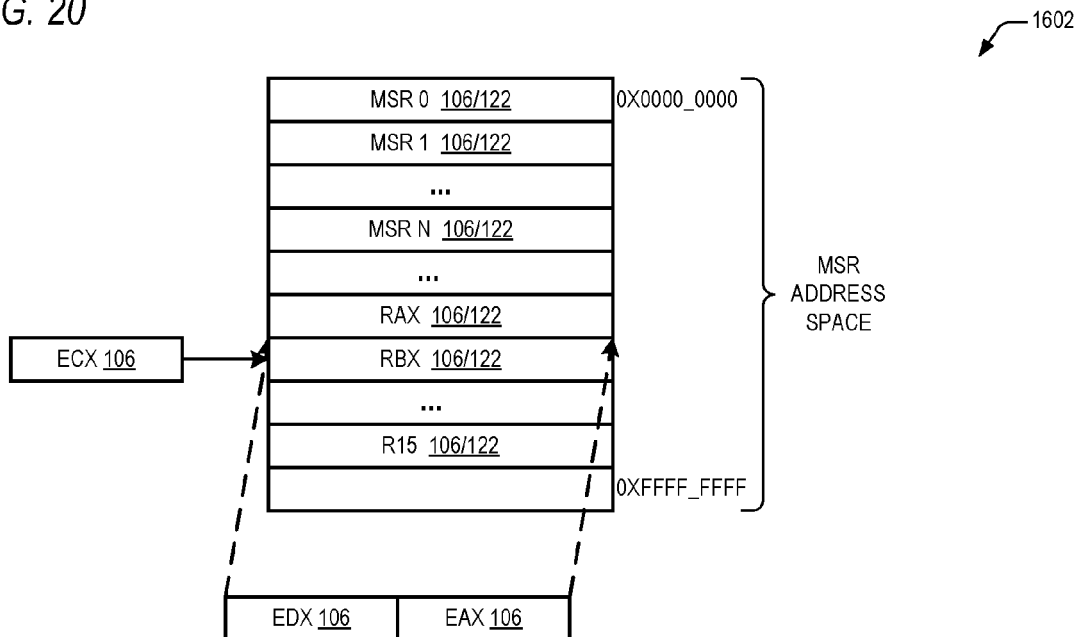 G. 20
1602
MSR 0 106/122
0X0000_0000
MSR 1 106/122
...
MSR N 106/122
...
MSR
ADDRESS
SPACE
RAX 106/122
ECX 106
RBX 106/122
...
R15 106/122
0XFFFF_FFFF
EDX 106
EAX 106